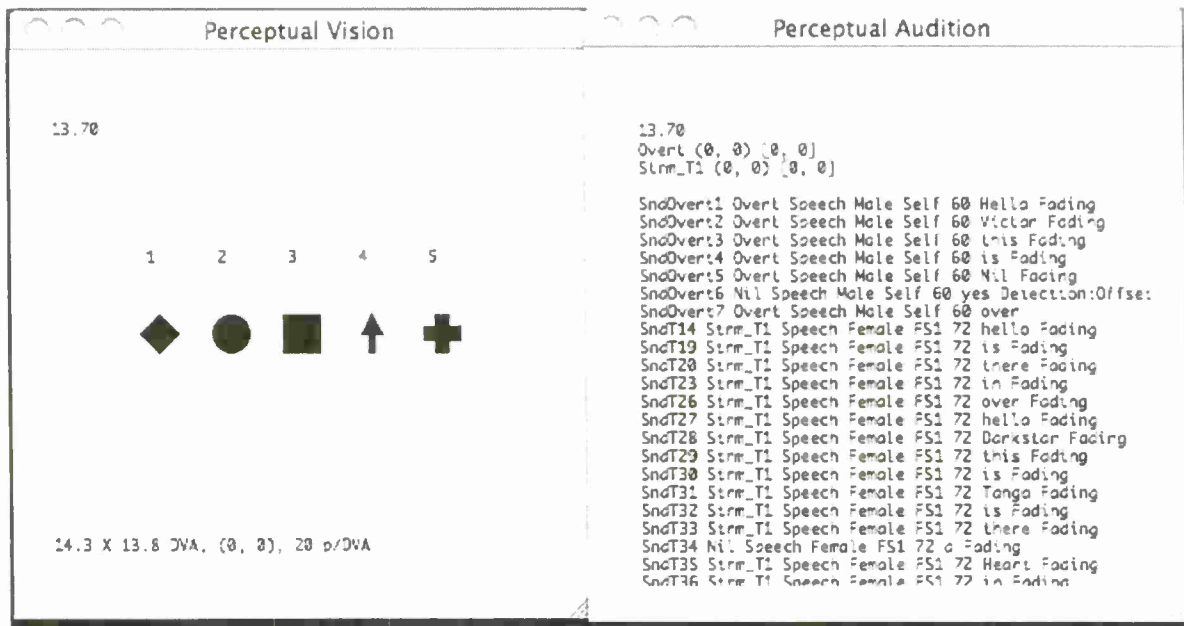 Perceptual Vision
13.70
1 2 3 4 5
14.3 X 13.8 DVA, (0, 0), 20 p/DVA
Perceptual Audition
13.70
Overt (0, 0) [0, 0]
Strm_T1 (0, 0) [0, 0]
SndOvert1 Overt Speech Male Self 60 Hello Fading
SndOvert2 Overt Speech Male Self 60 Victor Fading
SndOvert3 Overt Speech Male Self 60 this Fading
SndOvert4 Overt Speech Male Self 60 is Fading
SndOvert5 Overt Speech Male Self 60 Nil Fading
SndOvert6 Nil Speech Male Self 60 yes Detection:Offset
SndOvert7 Overt Speech Male Self 60 over
SndT14 Strm_T1 Speech Female FS1 72 hello Fading
SndT19 Strm_T1 Speech Female FS1 72 is Fading
SndT20 Strm_T1 Speech Female FS1 72 there Fading
SndT23 Strm_T1 Speech Female FS1 72 in Fading
SndT26 Strm_T1 Speech Female FS1 72 over Fading
SndT27 Strm_T1 Speech Female FS1 72 hello Fading
SndT28 Strm_T1 Speech Female FS1 72 Darkstar Fading
SndT29 Strm_T1 Speech Female FS1 72 this Fading
SndT30 Strm_T1 Speech Female FS1 72 is Fading
SndT31 Strm_T1 Speech Female FS1 72 Tango Fading
SndT32 Strm_T1 Speech Female FS1 72 is Fading
SndT33 Strm_T1 Speech Female FS1 72 there Fading
SndT34 Nil Speech Female FS1 72 a Fading
SndT35 Strm_T1 Speech Female FS1 72 Heart Fading
SndT36 Strm_T1 Speech Female FS1 72 in Fading